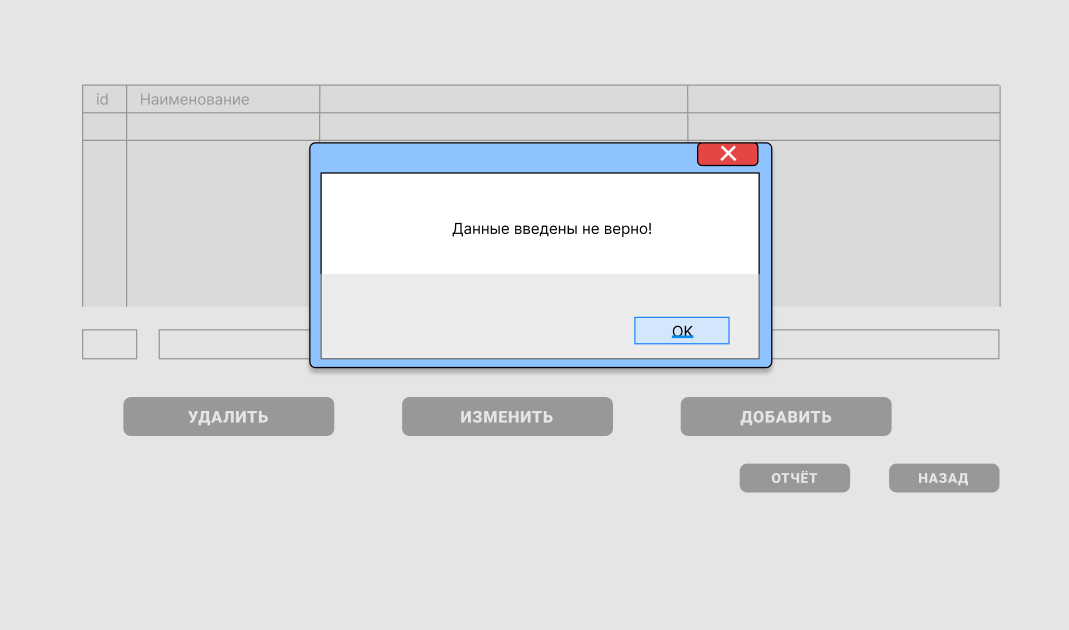 id Наименование
Данные введены не верно!
OK
УДАЛИТЬ ИЗМЕНИТЬ ДОБАВИТЬ
ОТЧЁТ НАЗАД